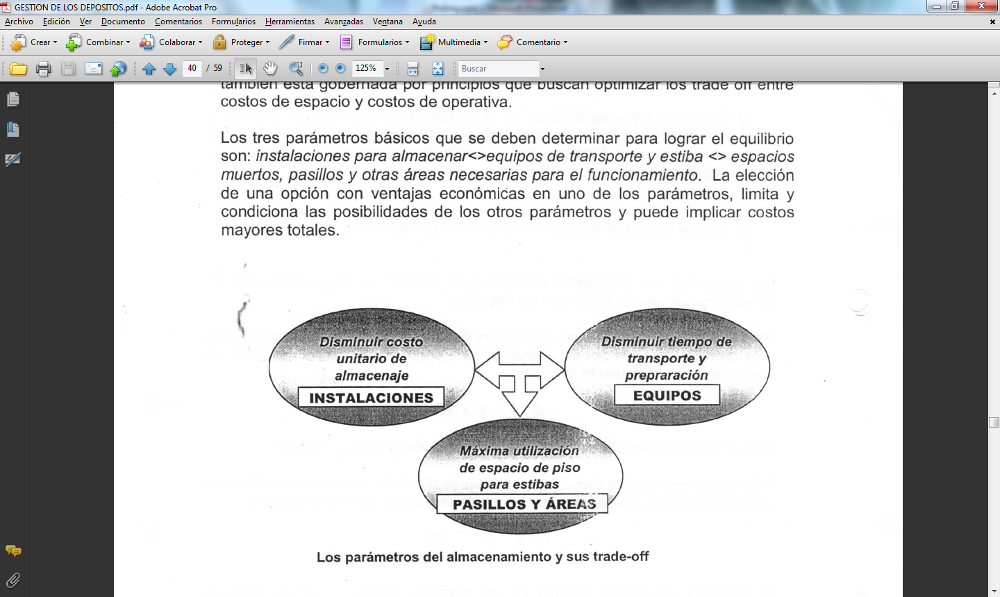 GESTION DE LOS DEPOSITOS.pdf - Adobe Acrobat Pro
Archivo Edición Ver Documento Comentarios Formularios Herramientas Avanzadas Ventana Ayuda
Crear Combinar Colaborar Proteger Firmar Formularios Multimedia Comentario
40 / 59 125% Buscar
también está gobernada por principios que buscan optimizar los trade off entre
costos de espacio y costos de operativa.
Los tres parámetros básicos que se deben determinar para lograr el equilibrio
son: instalaciones para almacenar<>equipos de transporte y estiba <> espacios
muertos, pasillos y otras áreas necesarias para el funcionamiento. La elección
de una opción con ventajas económicas en uno de los parámetros, limita y
condiciona las posibilidades de los otros parámetros y puede implicar costos
mayores totales.
Disminuir costo
unitario de
almacenaje
INSTALACIONES
Disminuir tiempo de
transporte y
prepraración
EQUIPOS
Máxima utilización
de espacio de piso
para estibas
PASILLOS Y ÁREAS
Los parámetros del almacenamiento y sus trade-off